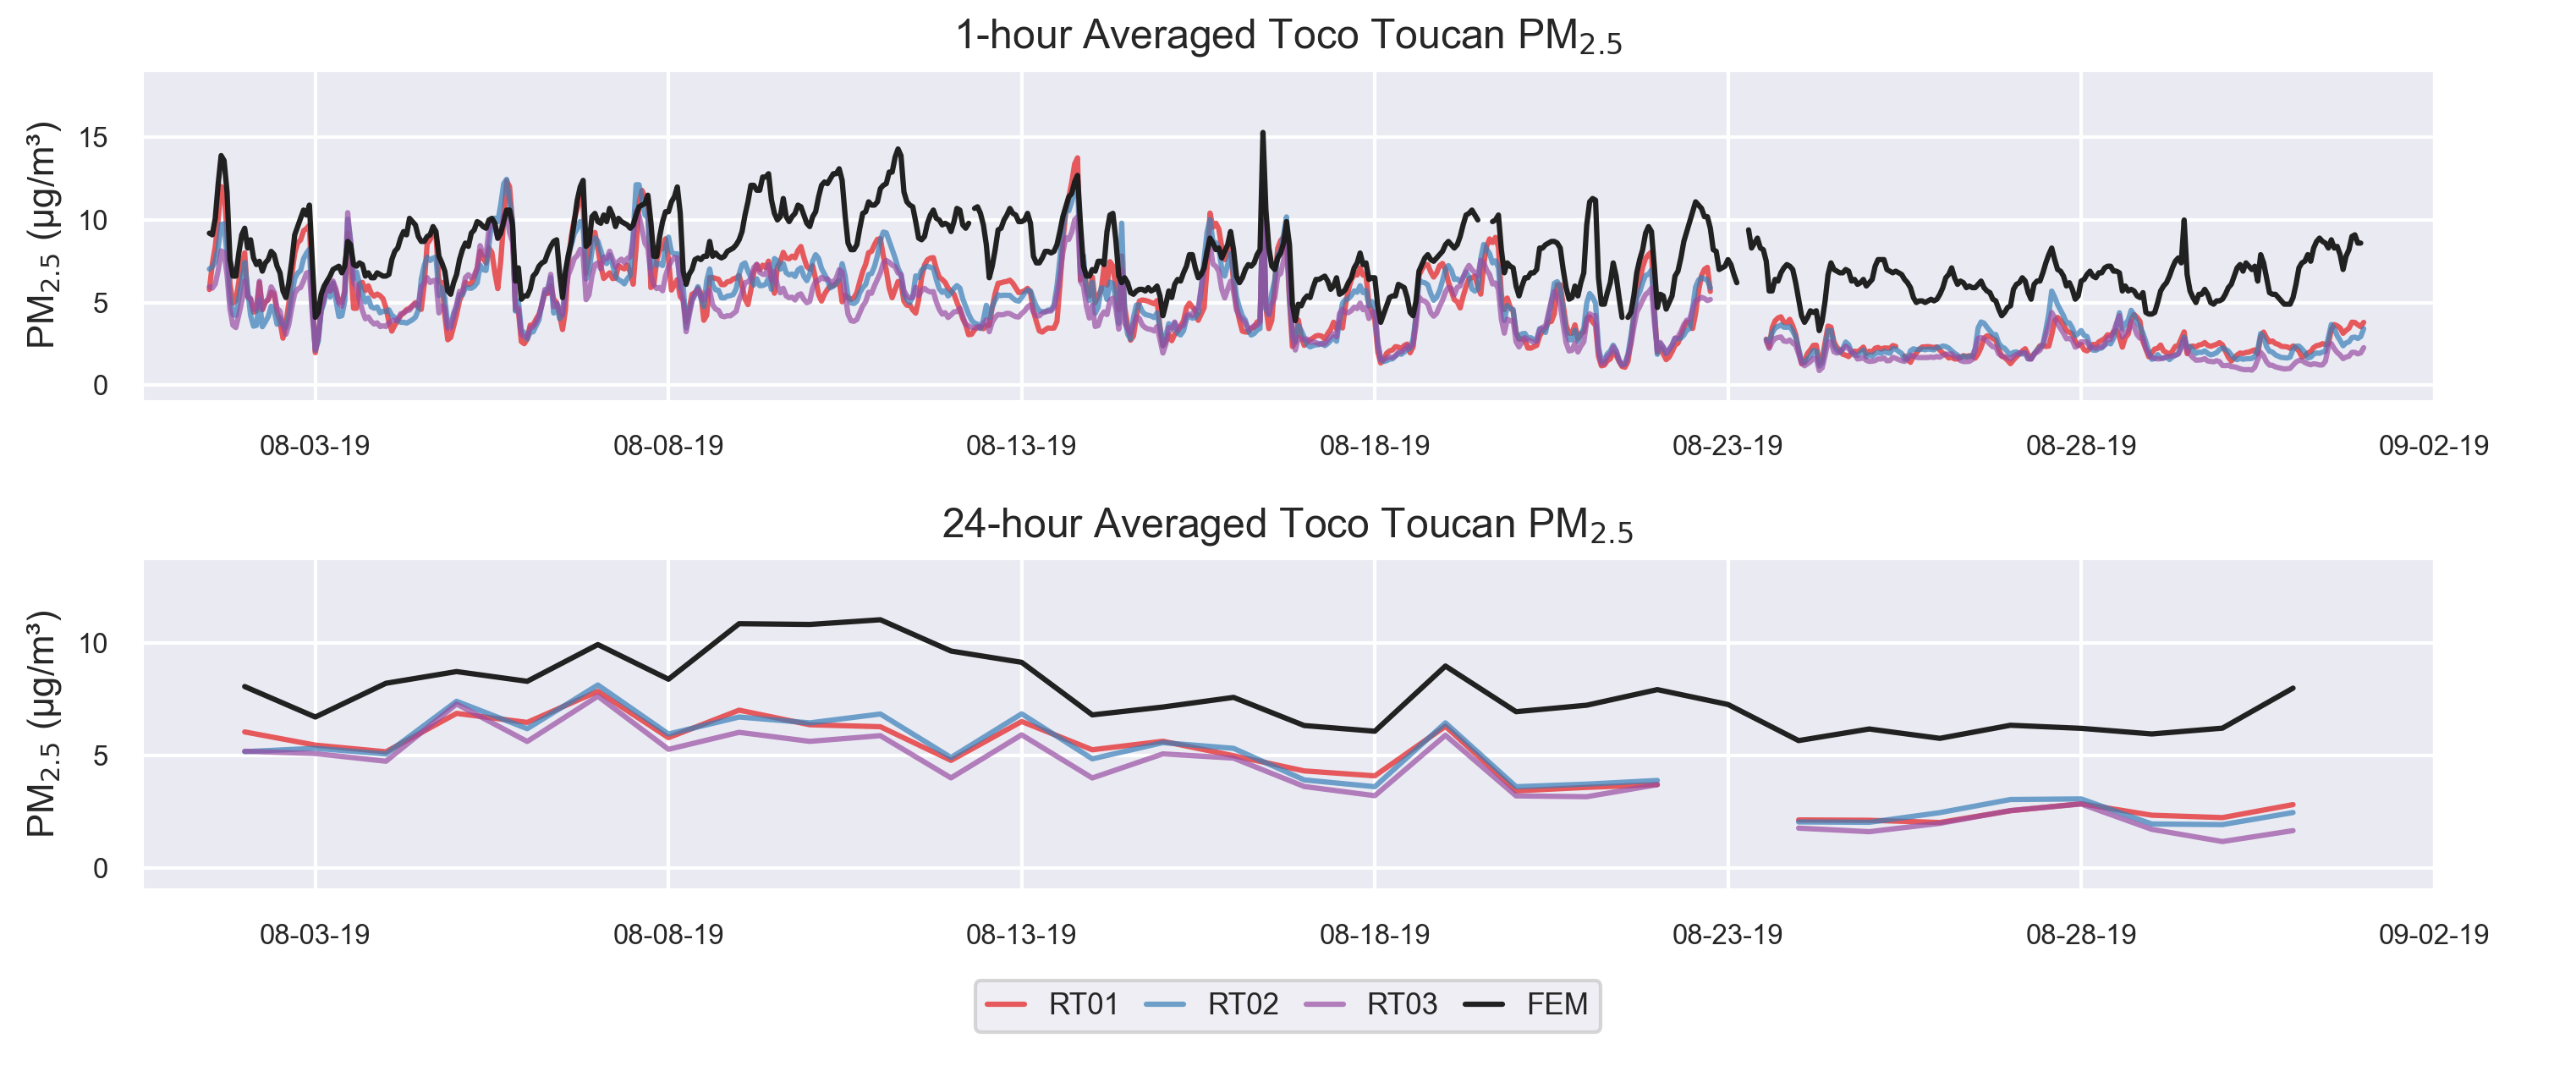 1-hour Averaged Toco Toucan PM₂.₅
PM₂.₅ (µg/m³)
15
10
5
0
08-03-19 08-08-19 08-13-19 08-18-19 08-23-19 08-28-19 09-02-19
24-hour Averaged Toco Toucan PM₂.₅
PM₂.₅ (µg/m³)
10
5
0
08-03-19 08-08-19 08-13-19 08-18-19 08-23-19 08-28-19 09-02-19
RT01 RT02 RT03 FEM